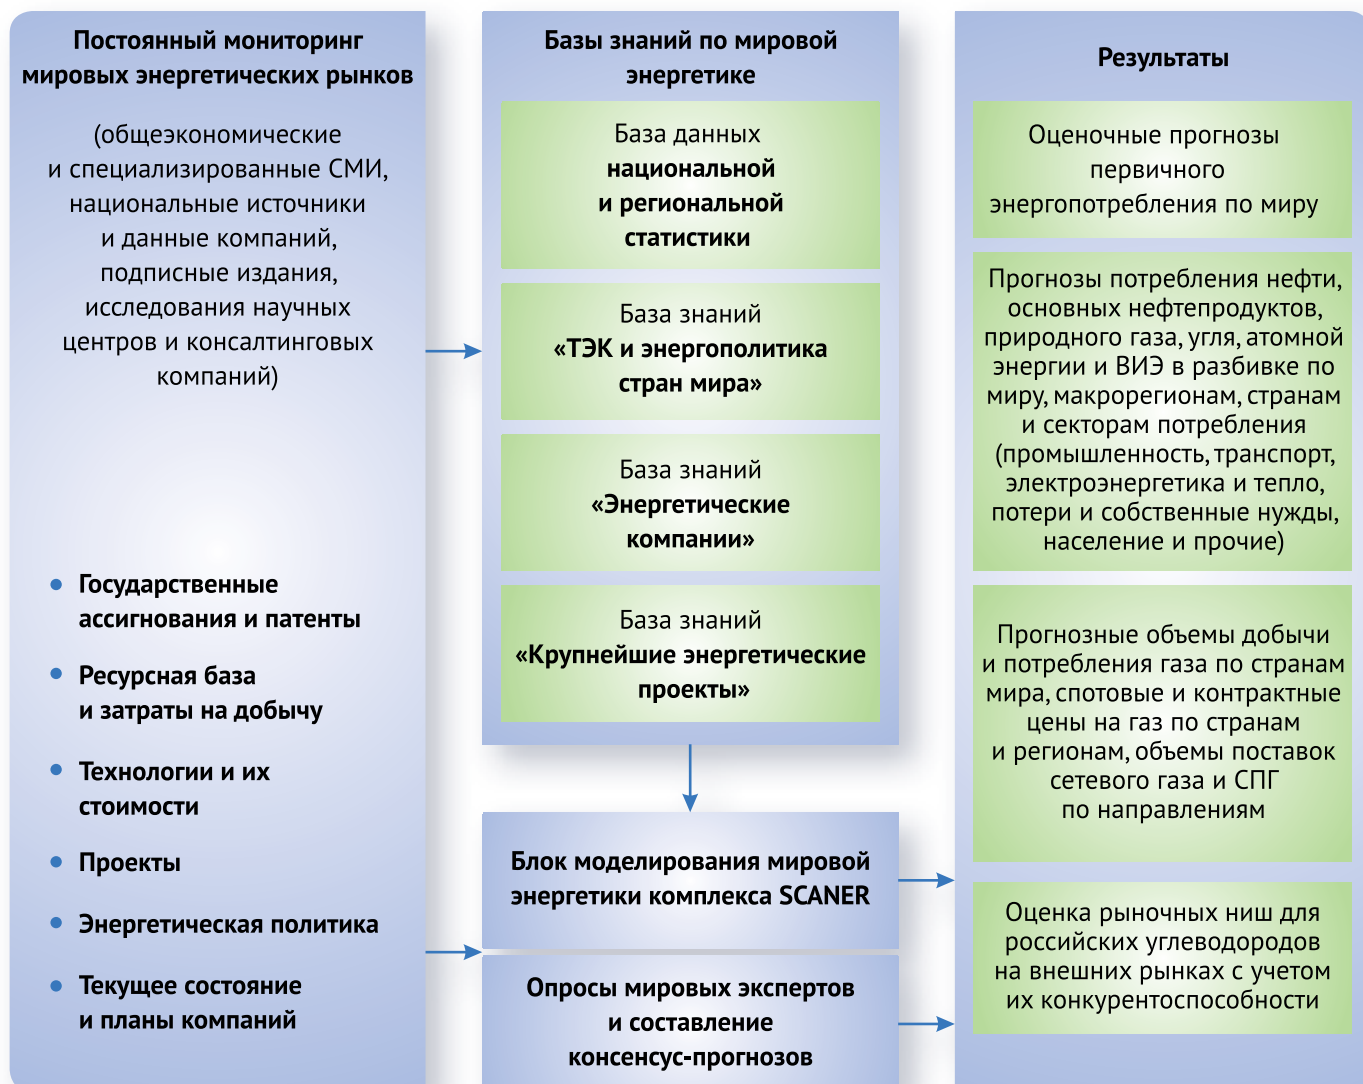 Постоянный мониторинг
мировых энергетических рынков
(общеэкономические
и специализированные СМИ,
национальные источники
и данные компаний,
подписные издания,
исследования научных
центров и консалтинговых
компаний)
• Государственные
ассигнования и патенты
• Ресурсная база
и затраты на добычу
• Технологии и их
стоимости
• Проекты
• Энергетическая политика
• Текущее состояние
и планы компаний
Базы знаний по мировой
энергетике
База данных
национальной
и региональной
статистики
База знаний
«ТЭК и энергополитика
стран мира»
База знаний
«Энергетические
компании»
База знаний
«Крупнейшие энергетические
проекты»
Блок моделирования мировой
энергетики комплекса SCANER
Опросы мировых экспертов
и составление
консенсус-прогнозов
Результаты
Оценочные прогнозы
первичного
энергопотребления по миру
Прогнозы потребления нефти,
основных нефтепродуктов,
природного газа, угля, атомной
энергии и ВИЭ в разбивке по
миру, макрорегионам, странам
и секторам потребления
(промышленность, транспорт,
электроэнергетика и тепло,
потери и собственные нужды,
население и прочие)
Прогнозные объемы добычи
и потребления газа по странам
мира, спотовые и контрактные
цены на газ по странам
и регионам, объемы поставок
сетевого газа и СПГ
по направлениям
Оценка рыночных ниш для
российских углеводородов
на внешних рынках с учетом
их конкурентоспособности